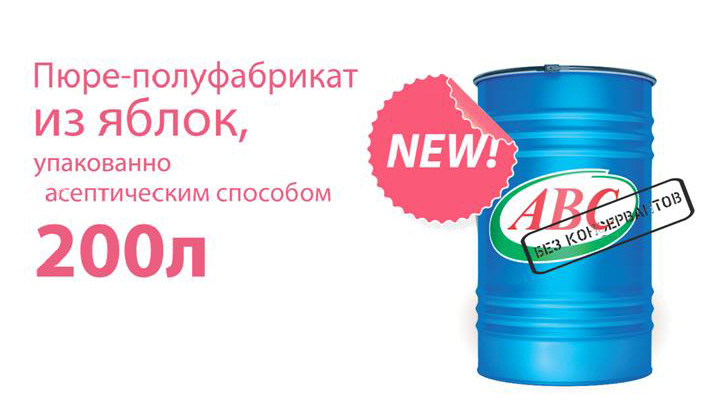 Пюре-полуфабрикат
из яблок,
упакованно
асептическим способом
200л
NEW!
ABC
БЕЗ КОНСЕРВАНТОВ